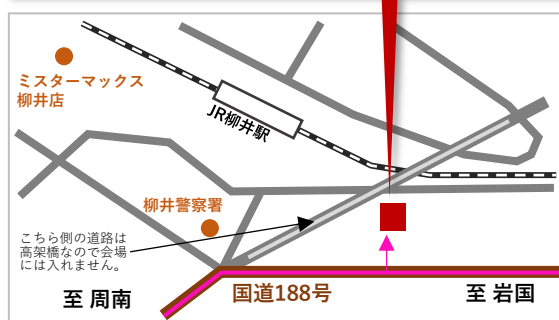 ミスターマックス
柳井店
JR柳井駅
柳井警察署
こちら側の道路は
高架橋なので会場
には入れません。
至 周南
国道188号
至 岩国